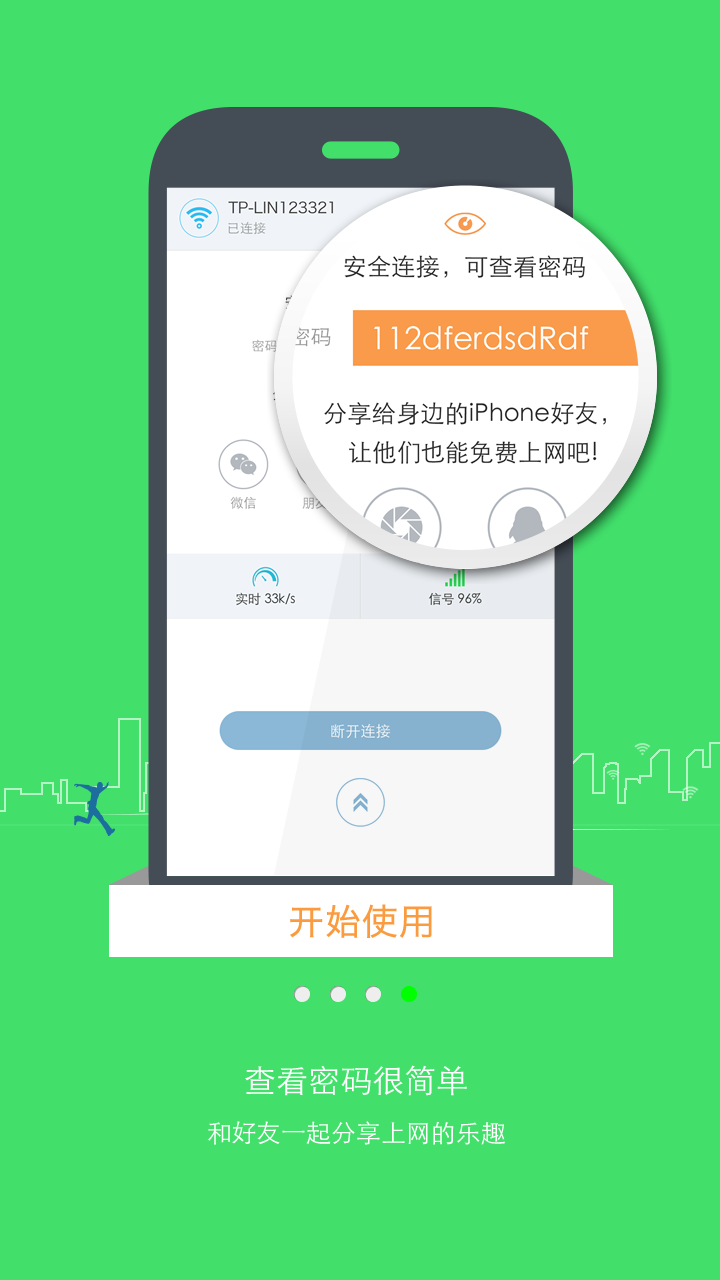 TP-LIN123321
已连接
安全连接，可查看密码
密码
密码
112dferdsdRdf
分享给身边的iPhone好友，
让他们也能免费上网吧!
微信
朋友
实时 33k/s
信号 96%
断开连接
开始使用
查看密码很简单
和好友一起分享上网的乐趣